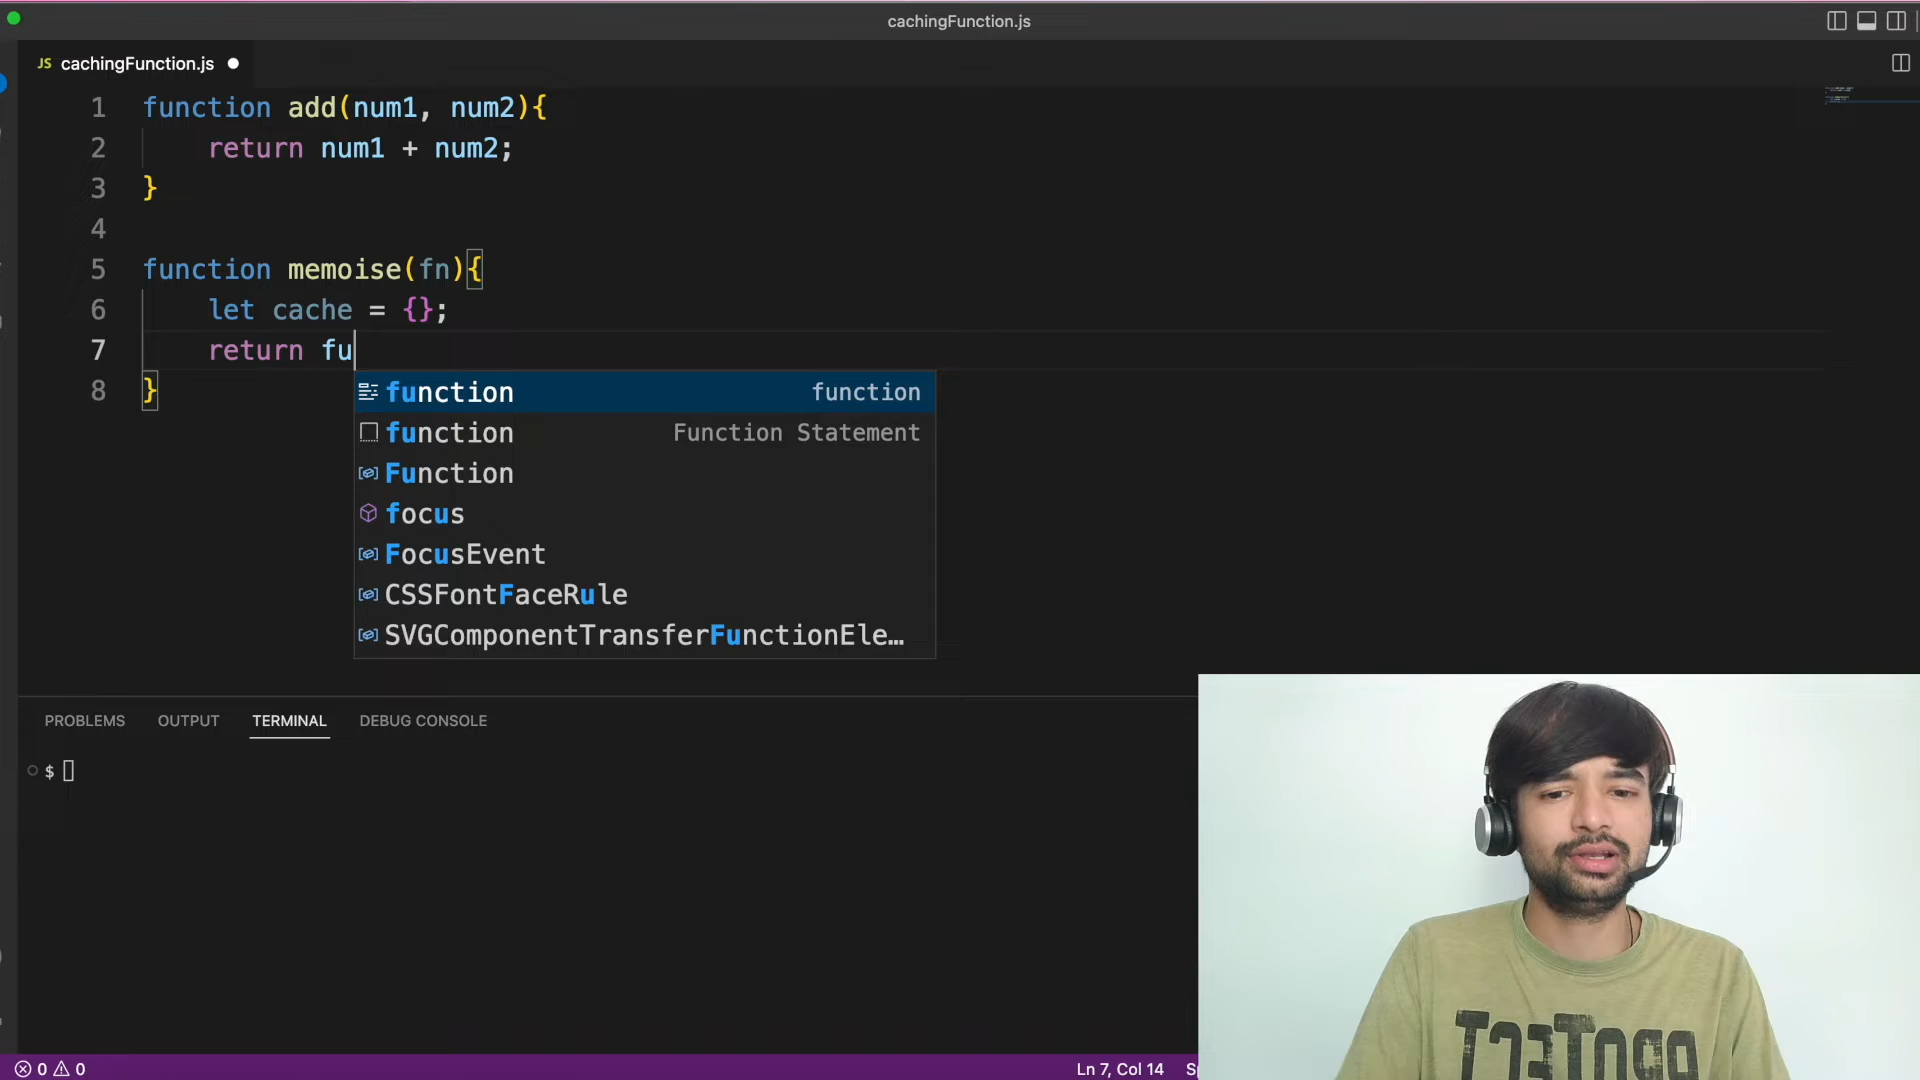 cachingFunction.js
JS cachingFunction.js
1 function add(num1, num2){
2 return num1 + num2;
3 }
4
5 function memoise(fn){
6 let cache = {};
7 return fu
8 }
function function
function Function Statement
Function
focus
FocusEvent
CSSFontFaceRule
SVGComponentTransferFunctionEle…
PROBLEMS OUTPUT TERMINAL DEBUG CONSOLE
$
0 0
Ln 7, Col 14